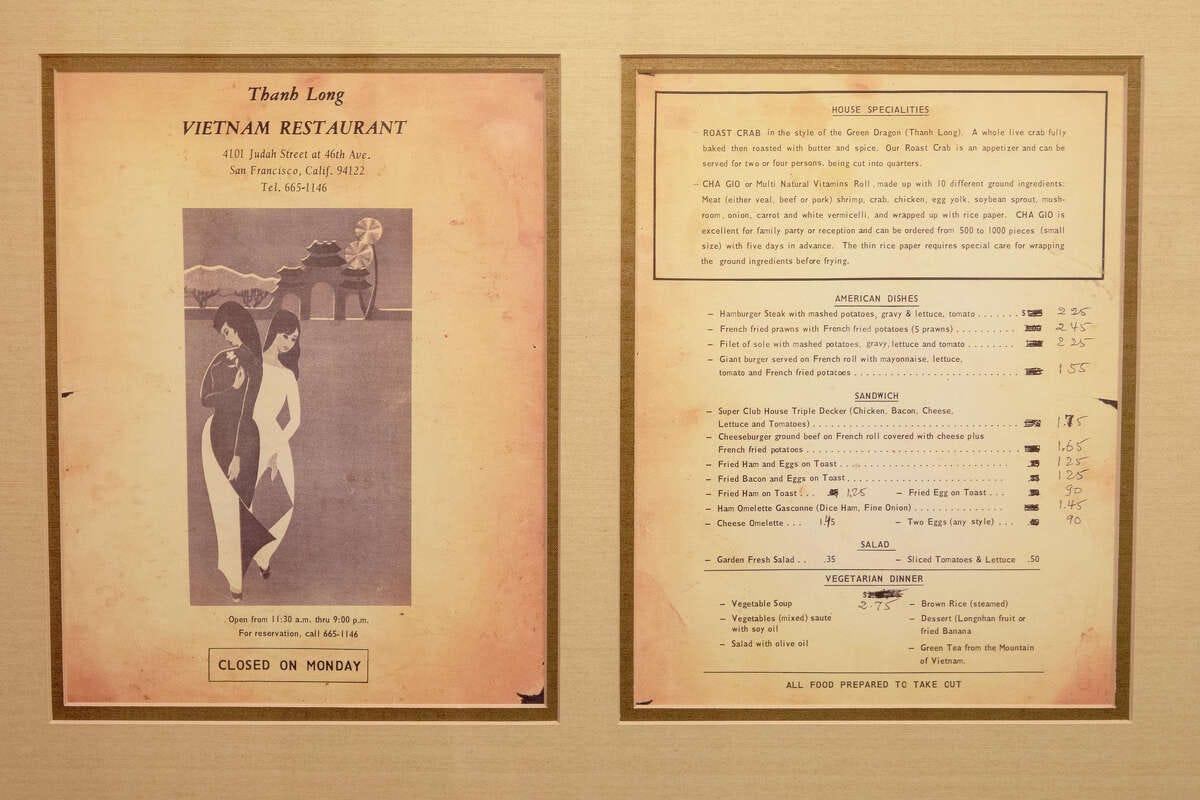 Thanh Long
VIETNAM RESTAURANT
4101 Judah Street at 46th Ave.
San Francisco, Calif. 94122
Tel. 665-1146
Open from 11:30 a.m. thru 9:00 p.m.
For reservation, call 665-1146
CLOSED ON MONDAY
HOUSE SPECIALITIES
– ROAST CRAB in the style of the Green Dragon (Thanh Long). A whole live crab fully
baked then roasted with butter and spice. Our Roast Crab is an appetizer and can be
served for two or four persons, being cut into quarters.
– CHA GIO or Multi Natural Vitamins Roll, made up with 10 different ground ingredients:
Meat (either veal, beef or pork) shrimp, crab, chicken, egg yolk, soybean sprout, mush-
room, onion, carrot and white vermicelli, and wrapped up with rice paper. CHA GIO is
excellent for family party or reception and can be ordered from 500 to 1000 pieces (small
size) with five days in advance. The thin rice paper requires special care for wrapping
the ground ingredients before frying.
AMERICAN DISHES
– Hamburger Steak with mashed potatoes, gravy & lettuce, tomato . . . . . . . $ 2 25
– French fried prawns with French fried potatoes (5 prawns) . . . . . . . . . . 2 45
– Filet of sole with mashed potatoes, gravy, lettuce and tomato . . . . . . . . 2 25
– Giant burger served on French roll with mayonnaise, lettuce,
tomato and French fried potatoes . . . . . . . . . . . . . . . . . . . . . . . . . 1 55
SANDWICH
– Super Club House Triple Decker (Chicken, Bacon, Cheese,
Lettuce and Tomatoes) . . . . . . . . . . . . . . . . . . . . . . . . . . . . . . . 1.75
– Cheeseburger ground beef on French roll covered with cheese plus
French fried potatoes . . . . . . . . . . . . . . . . . . . . . . . . . . . . . . . . 1.65
– Fried Ham and Eggs on Toast . . . . . . . . . . . . . . . . . . . . . . . . . . 1 25
– Fried Bacon and Eggs on Toast . . . . . . . . . . . . . . . . . . . . . . . . . 1 25
– Fried Ham on Toast . . . 1.25 – Fried Egg on Toast . . . 90
– Ham Omelette Gasconne (Dice Ham, Fine Onion) . . . . . . . . . . . . . . 1.45
– Cheese Omelette . . . 1.45 – Two Eggs (any style) . . . 90
SALAD
– Garden Fresh Salad . . .35 – Sliced Tomatoes & Lettuce .50
VEGETARIAN DINNER
2.75
– Vegetable Soup
– Vegetables (mixed) saute
with soy oil
– Salad with olive oil
– Brown Rice (steamed)
– Dessert (Longnhan fruit or
fried Banana
– Green Tea from the Mountain
of Vietnam.
ALL FOOD PREPARED TO TAKE OUT